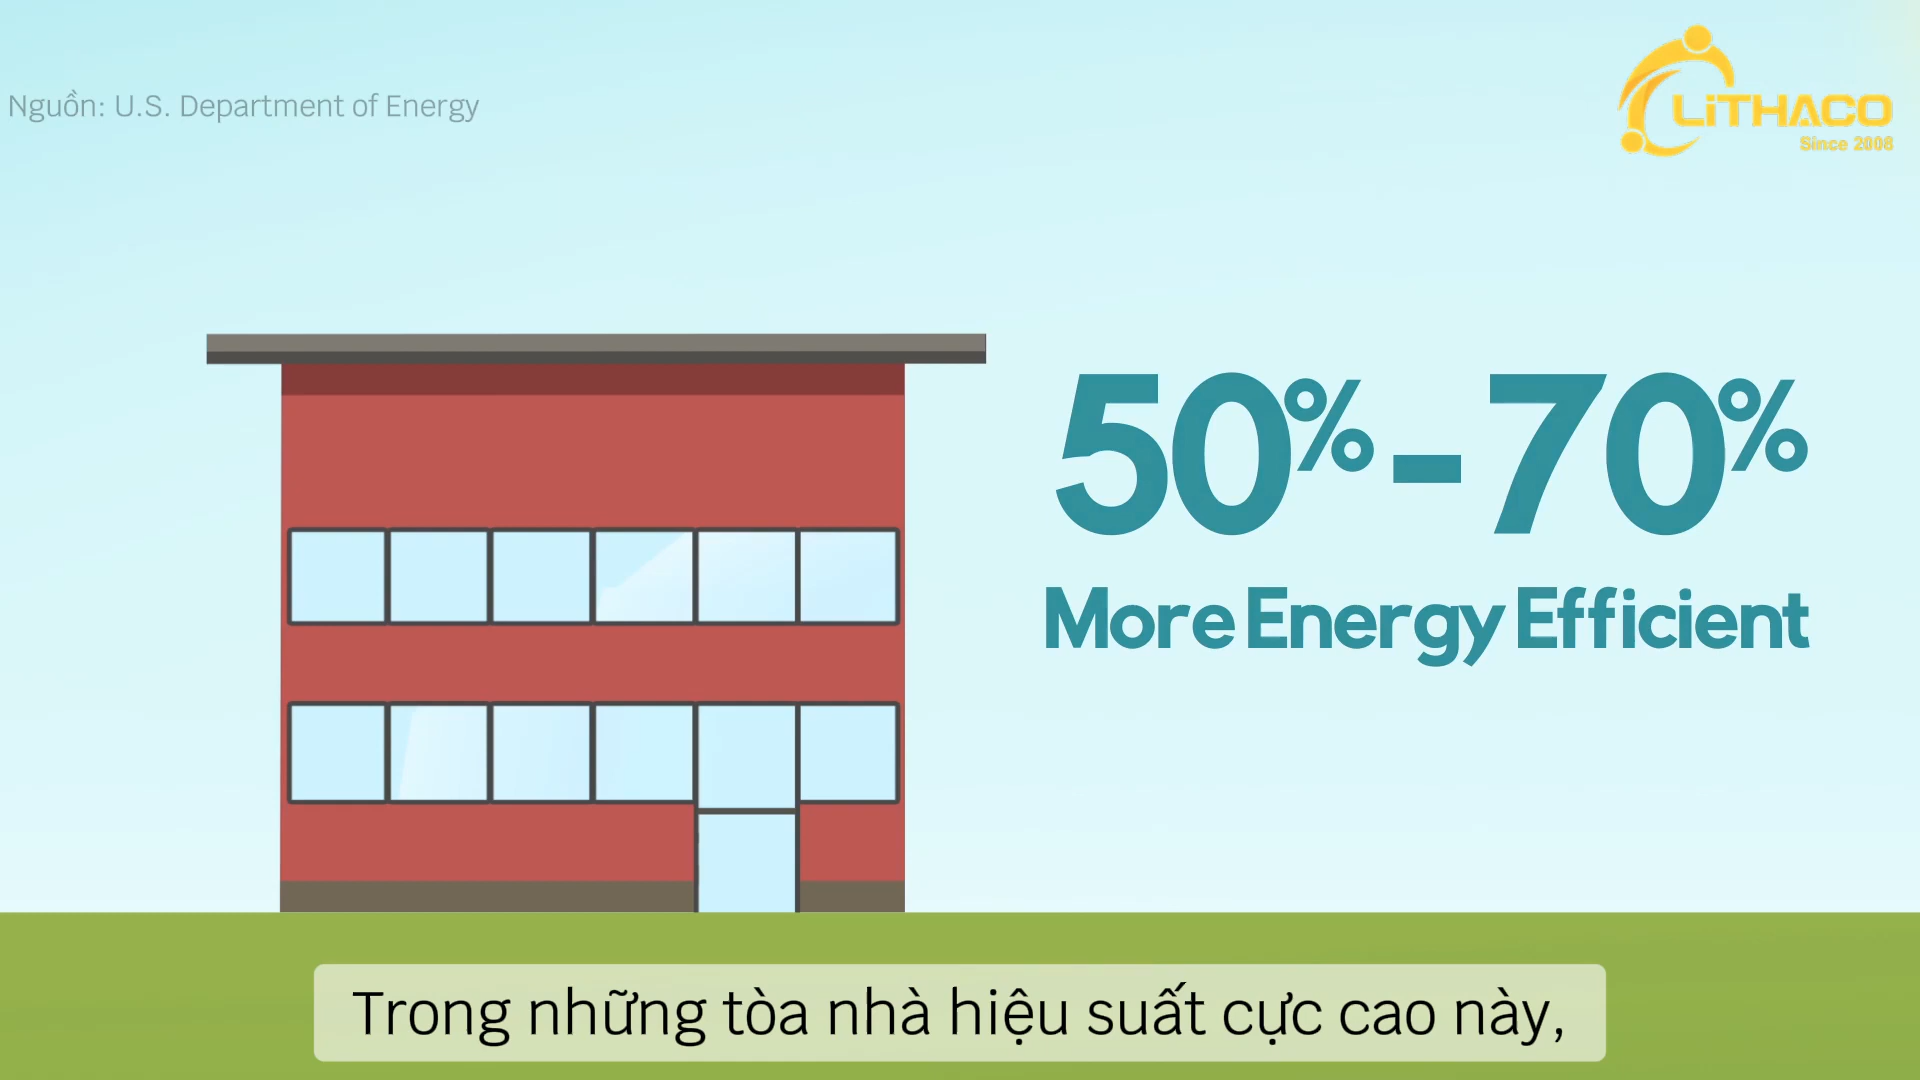 Nguồn: U.S. Department of Energy
LiTHACO
Since 2006
50%-70%
More Energy Efficient
Trong những tòa nhà hiệu suất cực cao này,